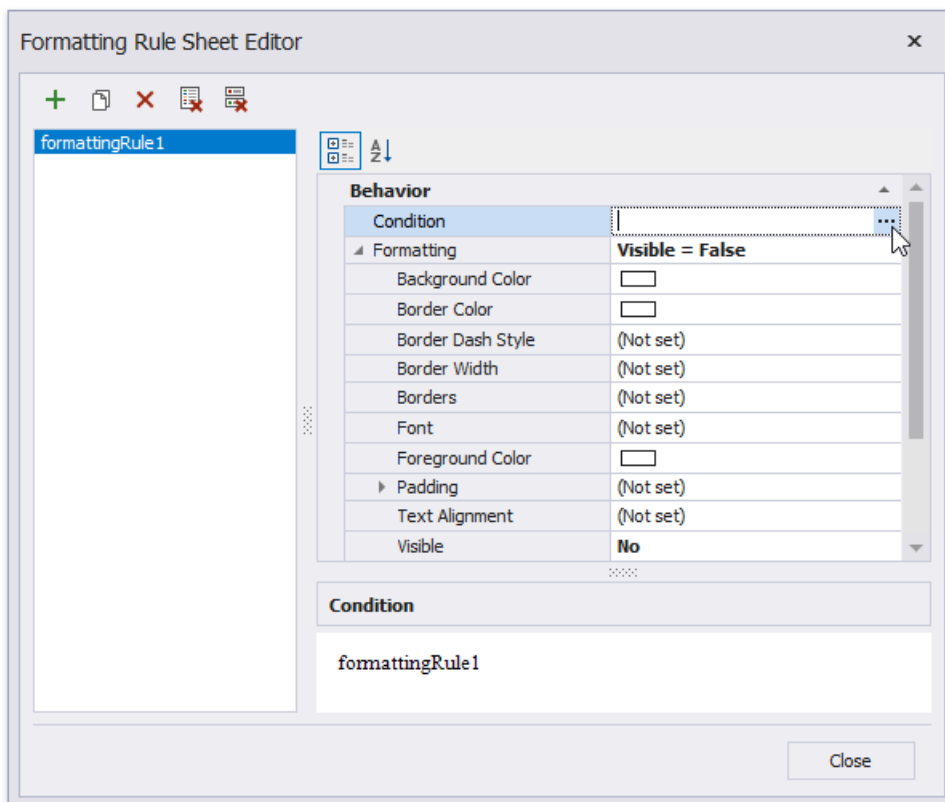 Formatting Rule Sheet Editor
formattingRule1
Behavior
Condition
Formatting Visible = False
Background Color
Border Color
Border Dash Style (Not set)
Border Width (Not set)
Borders (Not set)
Font (Not set)
Foreground Color
Padding (Not set)
Text Alignment (Not set)
Visible No
Condition
formattingRule1
Close